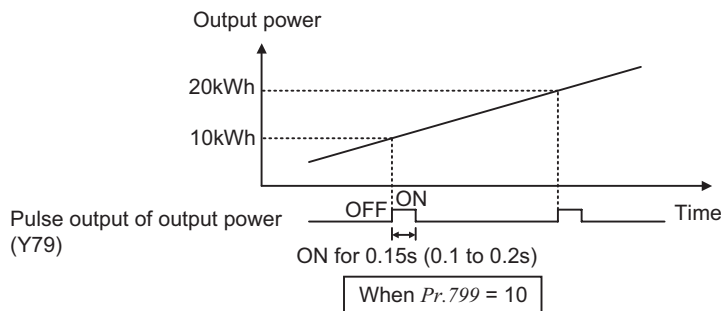 Output power
20kWh
10kWh
Time
ON
OFF
Pulse output of output power
(Y79)
ON for 0.15s (0.1 to 0.2s)
When Pr.799 = 10